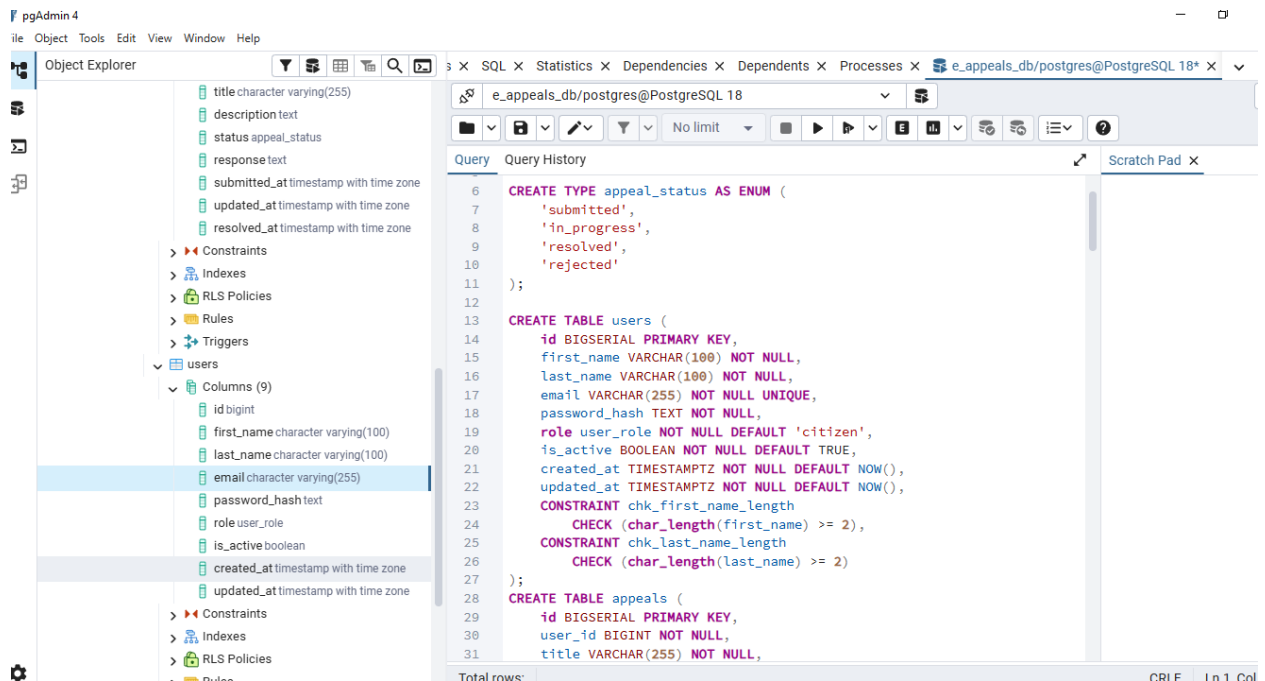 pgAdmin 4
ile Object Tools Edit View Window Help
Object Explorer
title character varying(255)
description text
status appeal_status
response text
submitted_at timestamp with time zone
updated_at timestamp with time zone
resolved_at timestamp with time zone
Constraints
Indexes
RLS Policies
Rules
Triggers
users
Columns (9)
id bigint
first_name character varying(100)
last_name character varying(100)
email character varying(255)
password_hash text
role user_role
is_active boolean
created_at timestamp with time zone
updated_at timestamp with time zone
Constraints
Indexes
RLS Policies
Rules
s SQL Statistics Dependencies Dependents Processes e_appeals_db/postgres@PostgreSQL 18*
e_appeals_db/postgres@PostgreSQL 18
No limit
Query Query History
Scratch Pad
6 CREATE TYPE appeal_status AS ENUM (
7 'submitted',
8 'in_progress',
9 'resolved',
10 'rejected'
11 );
12
13 CREATE TABLE users (
14 id BIGSERIAL PRIMARY KEY,
15 first_name VARCHAR(100) NOT NULL,
16 last_name VARCHAR(100) NOT NULL,
17 email VARCHAR(255) NOT NULL UNIQUE,
18 password_hash TEXT NOT NULL,
19 role user_role NOT NULL DEFAULT 'citizen',
20 is_active BOOLEAN NOT NULL DEFAULT TRUE,
21 created_at TIMESTAMPTZ NOT NULL DEFAULT NOW(),
22 updated_at TIMESTAMPTZ NOT NULL DEFAULT NOW(),
23 CONSTRAINT chk_first_name_length
24 CHECK (char_length(first_name) >= 2),
25 CONSTRAINT chk_last_name_length
26 CHECK (char_length(last_name) >= 2)
27 );
28 CREATE TABLE appeals (
29 id BIGSERIAL PRIMARY KEY,
30 user_id BIGINT NOT NULL,
31 title VARCHAR(255) NOT NULL,
Total rows:
CRLF Ln 1, Col